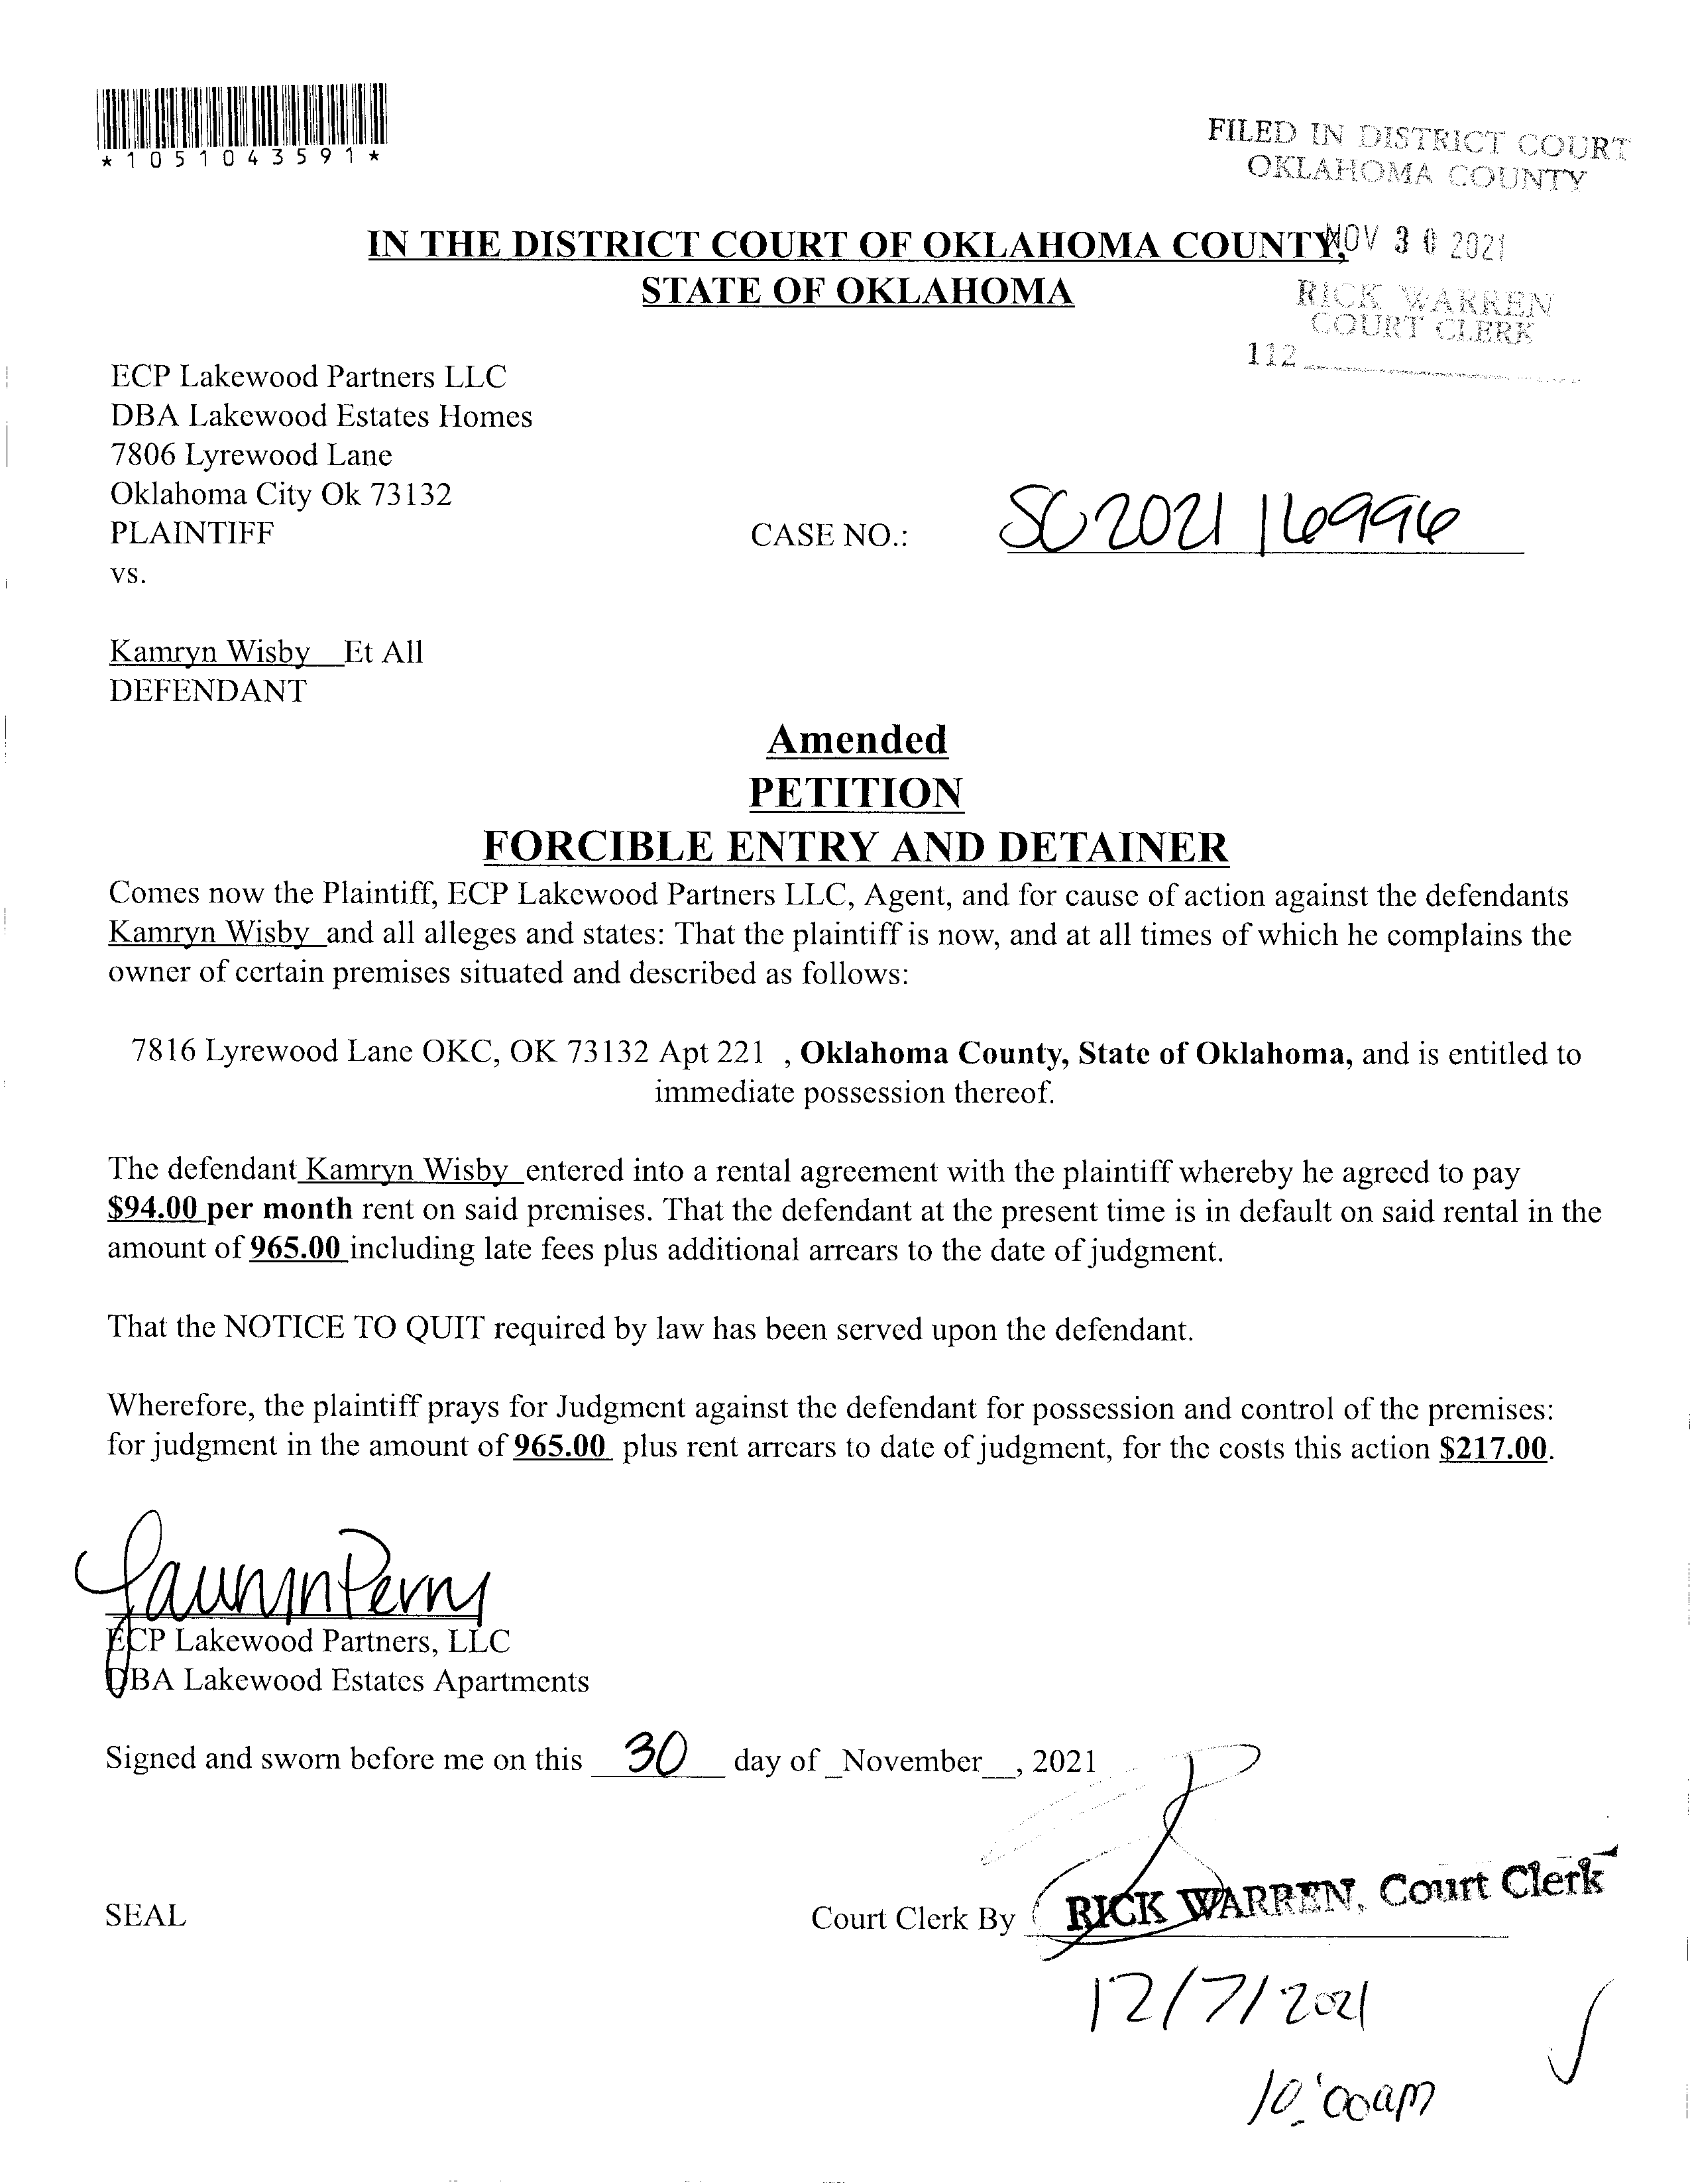 *1051043591*
FILED IN DISTRICT COURT
OKLAHOMA COUNTY
IN THE DISTRICT COURT OF OKLAHOMA COUNTY,
NOV 30 2021
STATE OF OKLAHOMA
RICK WARREN
COURT CLERK
112
ECP Lakewood Partners LLC
DBA Lakewood Estates Homes
7806 Lyrewood Lane
Oklahoma City Ok 73132
PLAINTIFF
CASE NO.: SC 2021 16996
vs.
Kamryn Wisby__Et All
DEFENDANT
Amended
PETITION
FORCIBLE ENTRY AND DETAINER
Comes now the Plaintiff, ECP Lakewood Partners LLC, Agent, and for cause of action against the defendants
Kamryn Wisby_and all alleges and states: That the plaintiff is now, and at all times of which he complains the
owner of certain premises situated and described as follows:
7816 Lyrewood Lane OKC, OK 73132 Apt 221 , Oklahoma County, State of Oklahoma, and is entitled to
immediate possession thereof.
The defendant Kamryn Wisby_entered into a rental agreement with the plaintiff whereby he agreed to pay
$94.00 per month rent on said premises. That the defendant at the present time is in default on said rental in the
amount of 965.00 including late fees plus additional arrears to the date of judgment.
That the NOTICE TO QUIT required by law has been served upon the defendant.
Wherefore, the plaintiff prays for Judgment against the defendant for possession and control of the premises:
for judgment in the amount of 965.00 plus rent arrears to date of judgment, for the costs this action $217.00.
ECP Lakewood Partners, LLC
DBA Lakewood Estates Apartments
Signed and sworn before me on this 30 day of _November__, 2021
SEAL
Court Clerk By RICK WARREN, Court Clerk
12/7/2021
10:00am